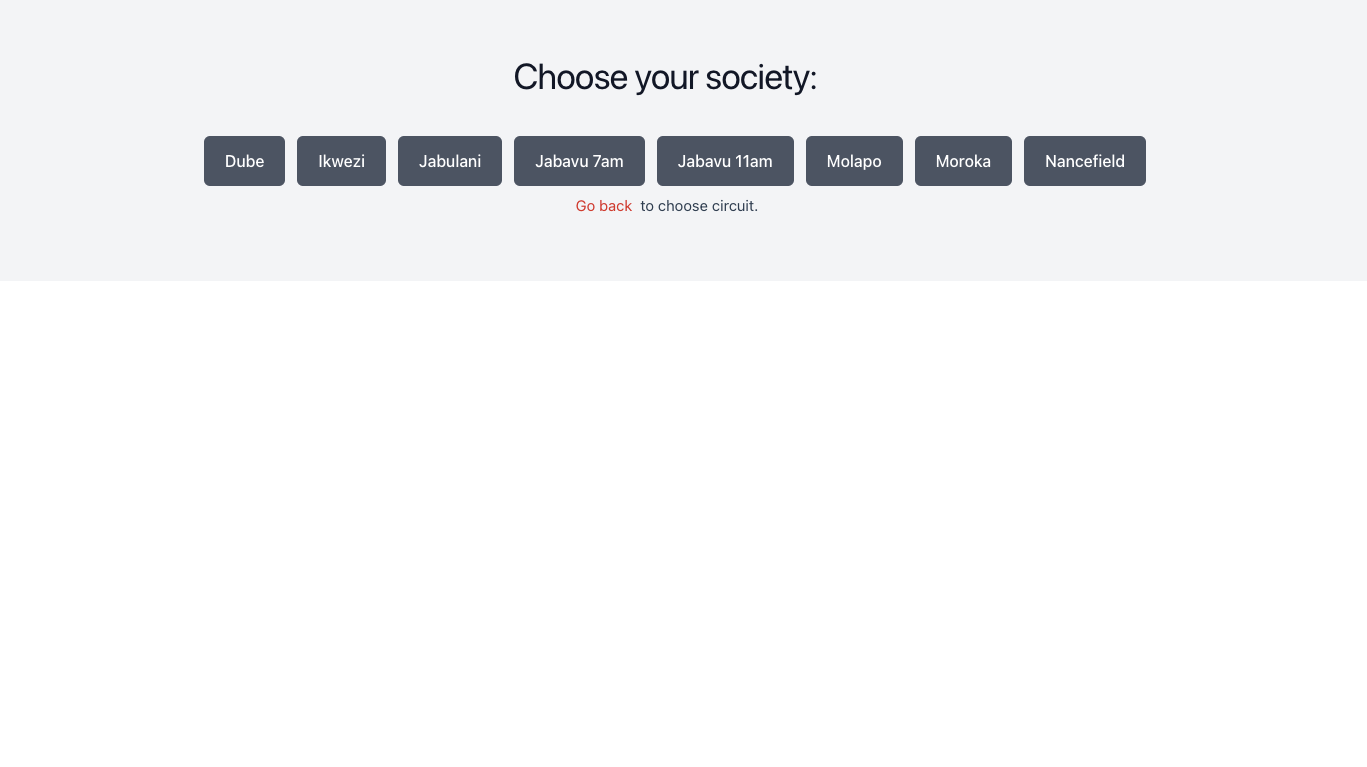 Choose your society:
Dube Ikwezi Jabulani Jabavu 7am Jabavu 11am Molapo Moroka Nancefield
Go back to choose circuit.